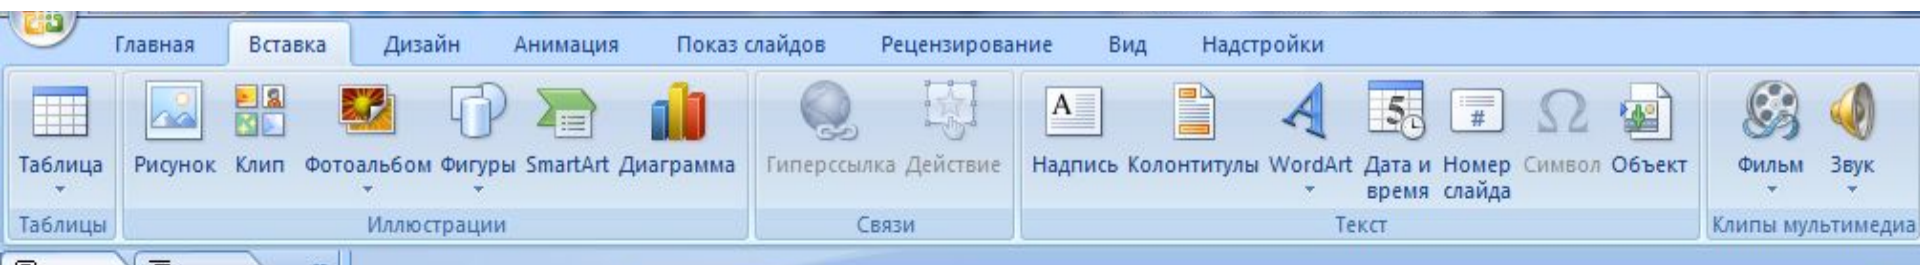 Главная Вставка Дизайн Анимация Показ слайдов Рецензирование Вид Надстройки
Таблица Рисунок Клип Фотоальбом Фигуры SmartArt Диаграмма Гиперссылка Действие Надпись Колонтитулы WordArt Дата и время Номер слайда Символ Объект Фильм Звук
Таблицы Иллюстрации Связи Текст Клипы мультимедиа